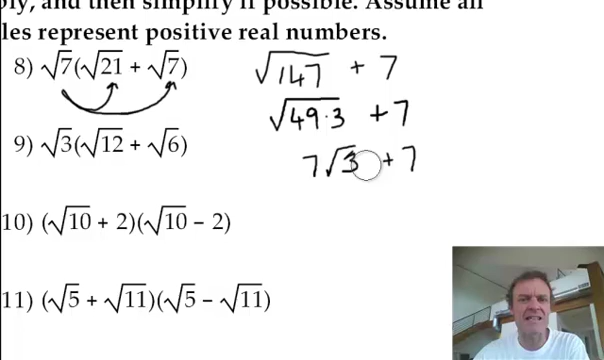 and then simplify if possible. Assume all
les represent positive real numbers.
8) √7(√21 + √7)
√147 + 7
√49·3 + 7
7√3 + 7
9) √3(√12 + √6)
10) (√10 + 2)(√10 − 2)
11) (√5 + √11)(√5 − √11)